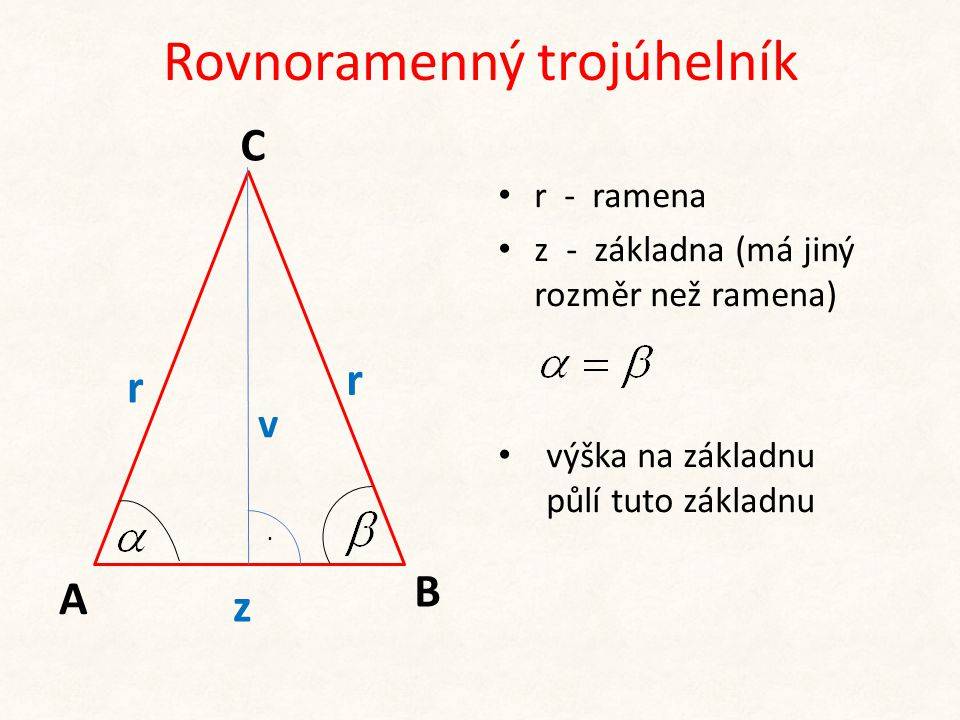 Rovnoramenný trojúhelník
C
r
r
v
α
β
.
A
B
z
• r - ramena
• z - základna (má jiný
rozměr než ramena)
α = β
• výška na základnu
půlí tuto základnu